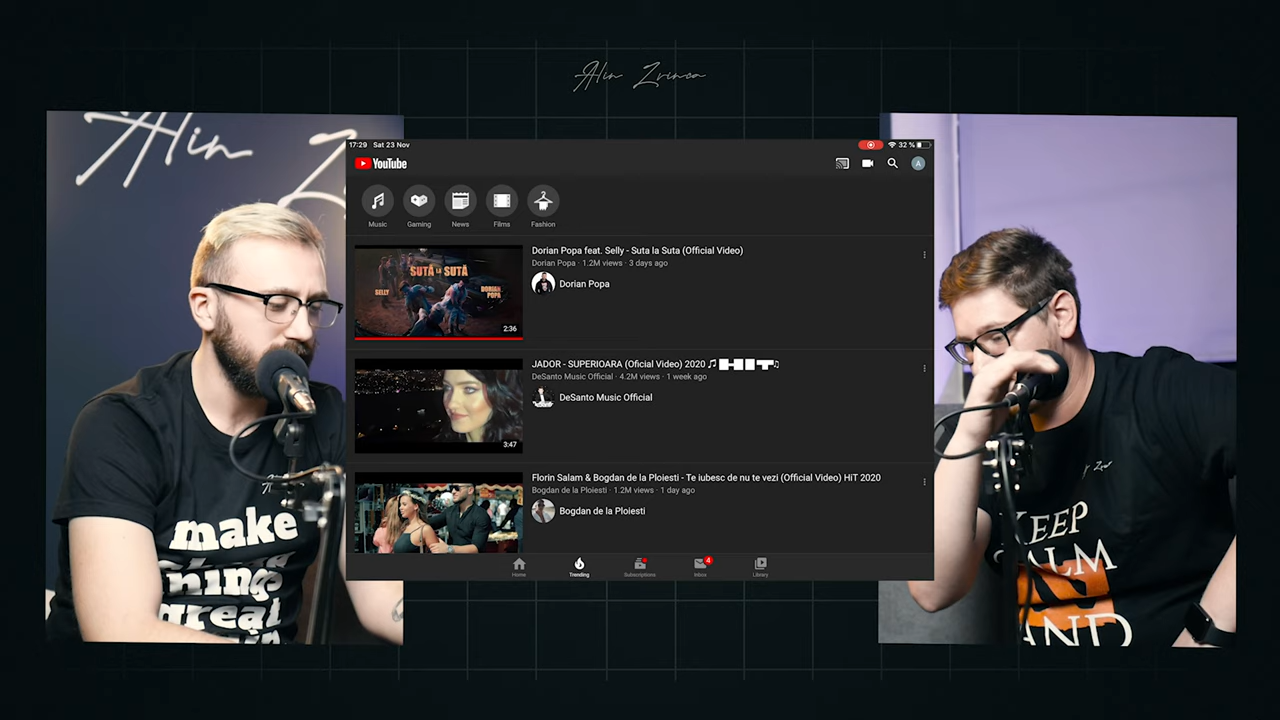 Alin Zrinca
Alin
Z
17:29 Sat 23 Nov
32 %
YouTube
A
Music
Gaming
News
Films
Fashion
SUTĂ LA SUTĂ
SELLY
DORIAN
POPA
2:36
Dorian Popa feat. Selly - Suta la Suta (Official Video)
Dorian Popa · 1.2M views · 3 days ago
Dorian Popa
3:47
JADOR - SUPERIOARA (Oficial Video) 2020 🎵 HIT♫
DeSanto Music Official · 4.2M views · 1 week ago
DeSanto Music Official
Florin Salam & Bogdan de la Ploiesti - Te iubesc de nu te vezi (Official Video) HiT 2020
Bogdan de la Ploiesti · 1.2M views · 1 day ago
Bogdan de la Ploiesti
Home
Trending
Subscriptions
4
Inbox
Library
make
things
great
KEEP
CALM
AND